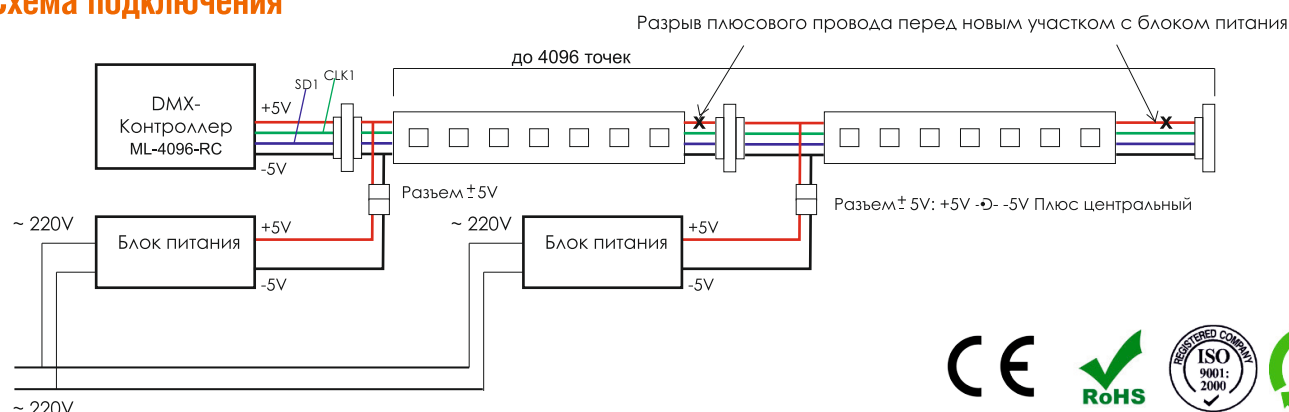 Схема подключения
Разрыв плюсового провода перед новым участком с блоком питания
до 4096 точек
SD1
CLK1
DMX-
Контроллер
ML-4096-RC
+5V
-5V
Разъем ± 5V
Разъем ± 5V: +5V -5V Плюс центральный
~ 220V
Блок питания
+5V
-5V
~ 220V
Блок питания
+5V
-5V
~ 220V
CE
RoHS
REGISTERED COMPANY
ISO
9001:
2000